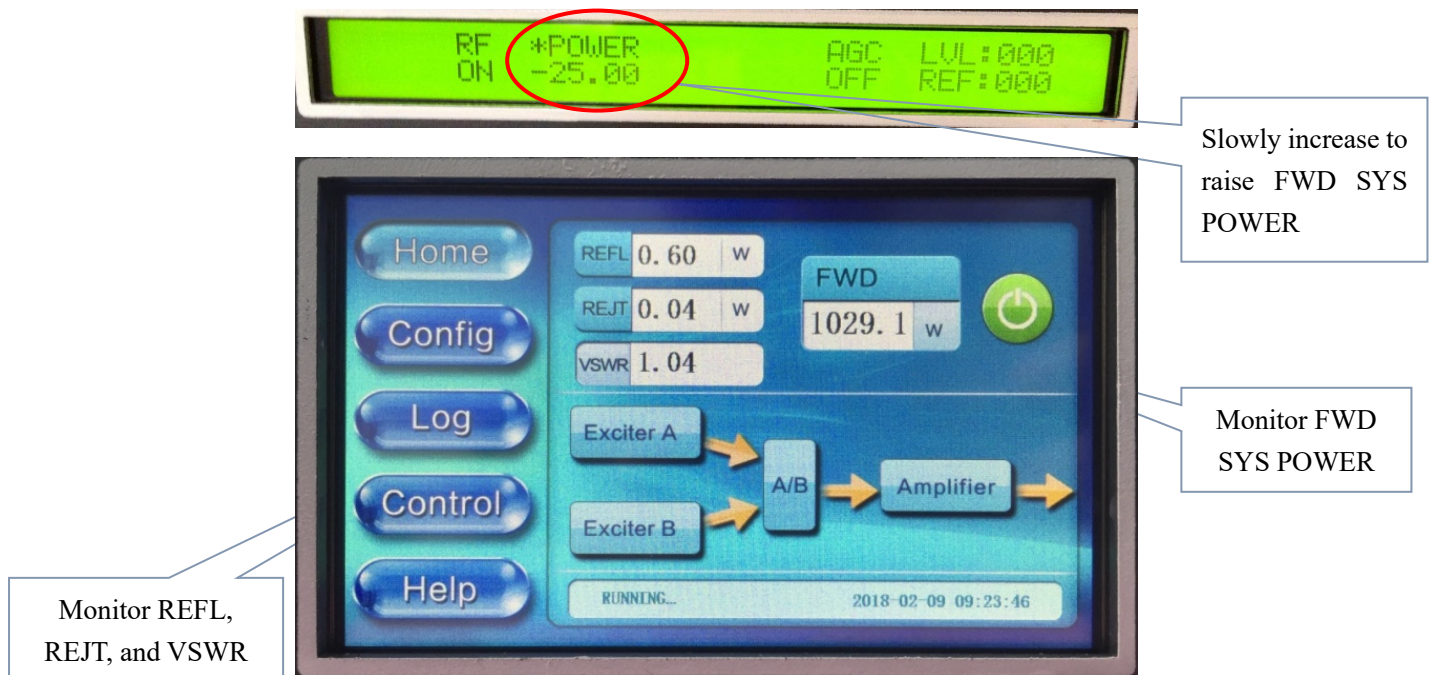 RF *POWER AGC LVL:000
ON -25.00 OFF REF:000
Slowly increase to
raise FWD SYS
POWER
Home
Config
Log
Control
Help
REFL 0.60 W
REJT 0.04 W
VSWR 1.04
FWD
1029.1 W
Exciter A
Exciter B
A/B
Amplifier
RUNNING... 2018-02-09 09:23:46
Monitor FWD
SYS POWER
Monitor REFL,
REJT, and VSWR